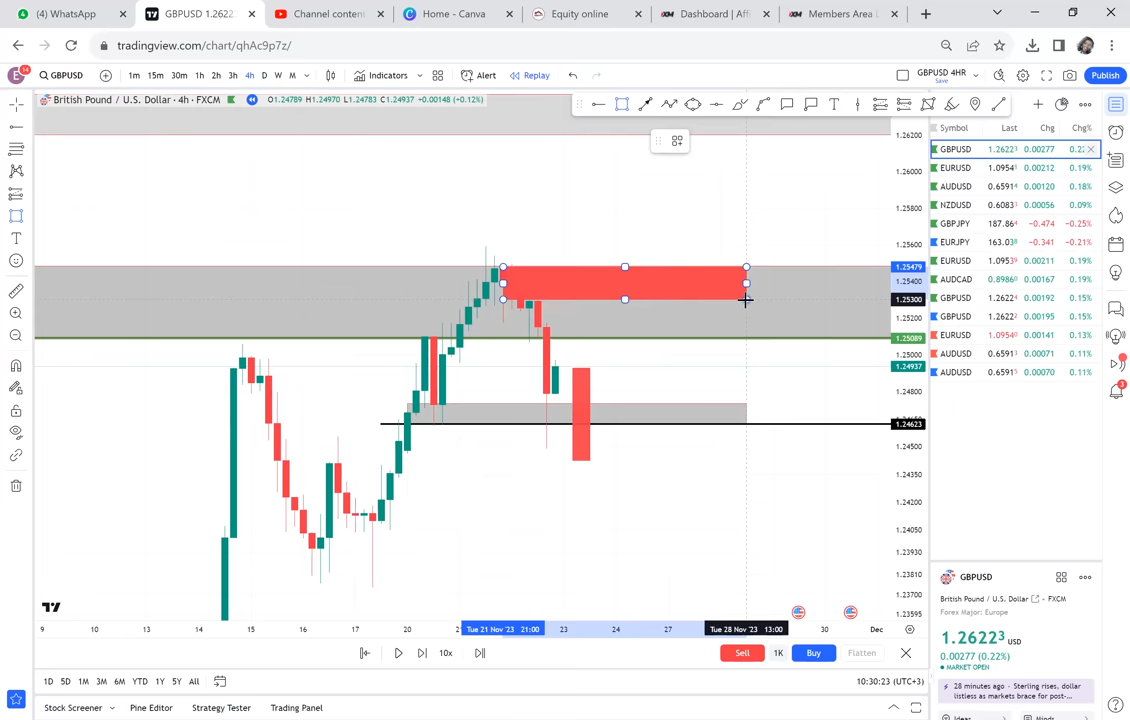 (4) WhatsApp
GBPUSD 1.2622
Channel content
Home - Canva
Equity online
Dashboard | Affi
Members Area
tradingview.com/chart/qhAc9p7z/
E 14
GBPUSD
1m 15m 30m 1h 2h 3h 4h D W M
Indicators
Alert
Replay
GBPUSD 4HR
Save
Publish
British Pound / U.S. Dollar · 4h · FXCM
O1.24789 H1.24970 L1.24783 C1.24937 +0.00148 (+0.12%)
Symbol Last Chg Chg%
GBPUSD 1.26223 0.00277 0.22
EURUSD 1.09541 0.00212 0.19%
AUDUSD 0.65914 0.00120 0.18%
NZDUSD 0.60831 0.00056 0.09%
GBPJPY 187.864 -0.474 -0.25%
EURJPY 163.038 -0.341 -0.21%
EURUSD 1.09539 0.00211 0.19%
AUDCAD 0.89860 0.00167 0.19%
GBPUSD 1.26224 0.00192 0.15%
GBPUSD 1.26222 0.00195 0.15%
EURUSD 1.09540 0.00141 0.13%
AUDUSD 0.65913 0.00071 0.11%
AUDUSD 0.65915 0.00070 0.11%
1.26200
1.26000
1.25800
1.25600
1.25479
1.25400
1.25300
1.25200
1.25089
1.25000
1.24937
1.24800
1.24623
1.24500
1.24350
1.24200
1.24050
1.23930
1.23810
1.23700
1.23595
9 10 13 14 15 16 17 20 Tue 21 Nov '23 21:00 23 24 27 Tue 28 Nov '23 13:00 30 Dec
10x
Sell
1K
Buy
Flatten
1D 5D 1M 3M 6M YTD 1Y 5Y All
10:30:23 (UTC+3)
Stock Screener
Pine Editor
Strategy Tester
Trading Panel
GBPUSD
British Pound / U.S. Dollar
FXCM
Forex Major: Europe
1.26223 USD
0.00277 (0.22%)
MARKET OPEN
28 minutes ago · Sterling rises, dollar
listless as markets brace for post-...
Ideas
Minds
3